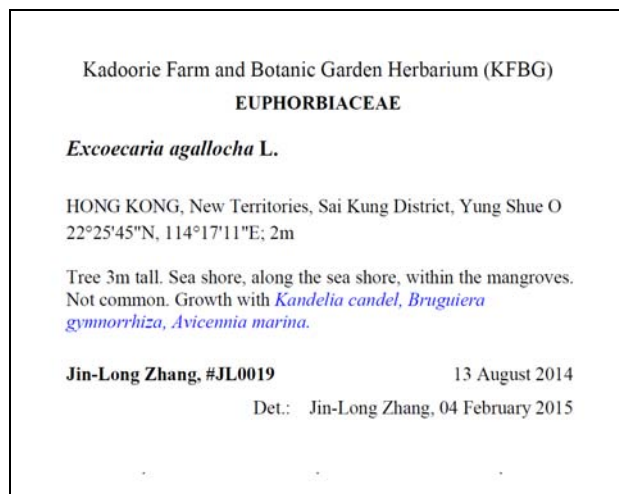 Kadoorie Farm and Botanic Garden Herbarium (KFBG)
EUPHORBIACEAE
Excoecaria agallocha L.
HONG KONG, New Territories, Sai Kung District, Yung Shue O
22°25'45"N, 114°17'11"E; 2m
Tree 3m tall. Sea shore, along the sea shore, within the mangroves.
Not common. Growth with Kandelia candel, Bruguiera
gymnorrhiza, Avicennia marina.
Jin-Long Zhang, #JL0019 13 August 2014
Det.: Jin-Long Zhang, 04 February 2015